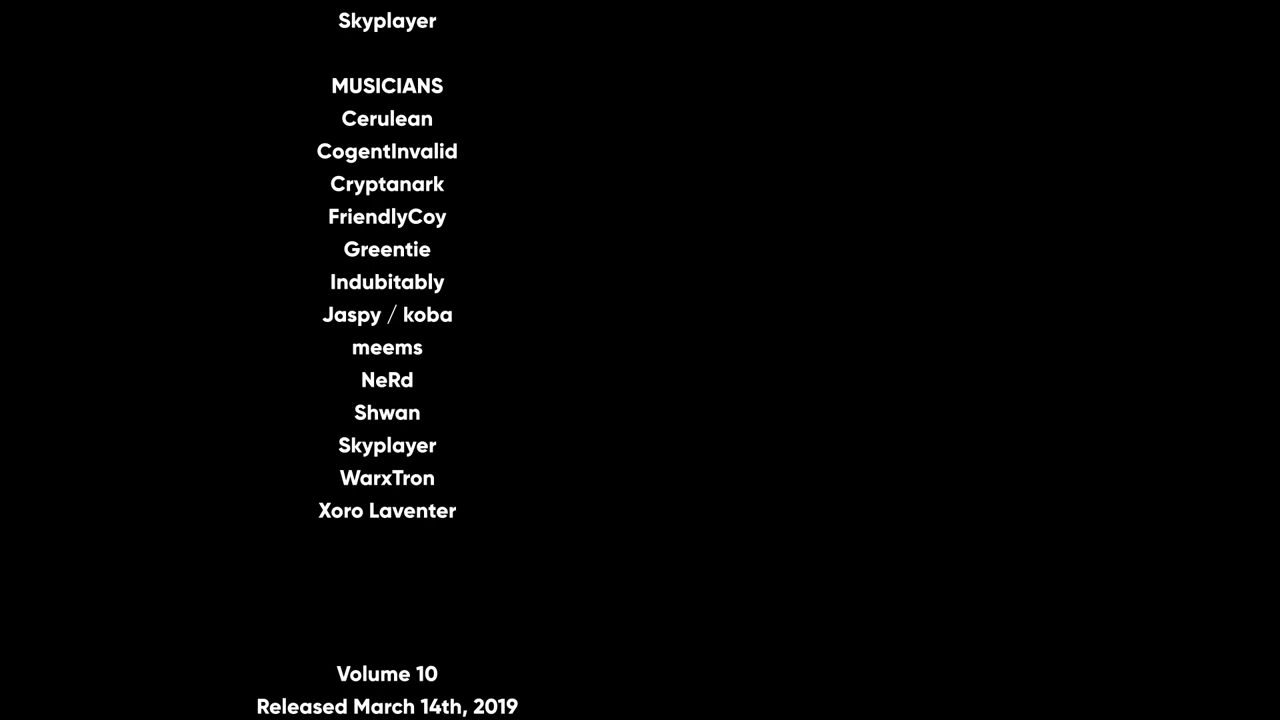 Skyplayer
MUSICIANS
Cerulean
CogentInvalid
Cryptanark
FriendlyCoy
Greentie
Indubitably
Jaspy / koba
meems
NeRd
Shwan
Skyplayer
WarxTron
Xoro Laventer
Volume 10
Released March 14th, 2019